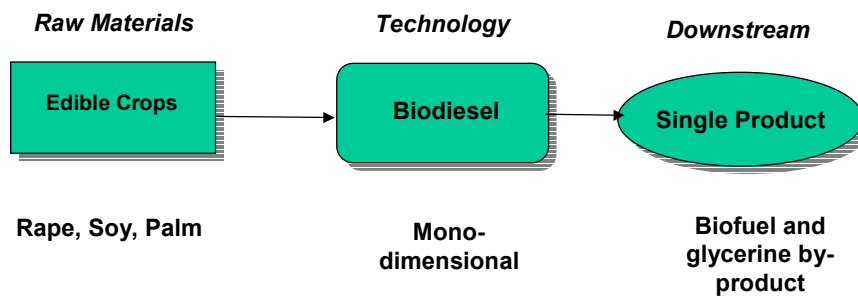 Raw Materials
Technology
Downstream
Edible Crops
Biodiesel
Single Product
Rape, Soy, Palm
Mono-
dimensional
Biofuel and
glycerine by-
product